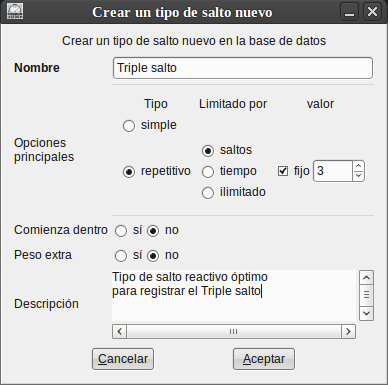 Crear un tipo de salto nuevo
Crear un tipo de salto nuevo en la base de datos
Nombre Triple salto
Tipo Limitado por valor
simple
Opciones principales
saltos
repetitivo tiempo fijo 3
ilimitado
Comienza dentro sí no
Peso extra sí no
Descripción
Tipo de salto reactivo óptimo
para registrar el Triple salto
Cancelar Aceptar